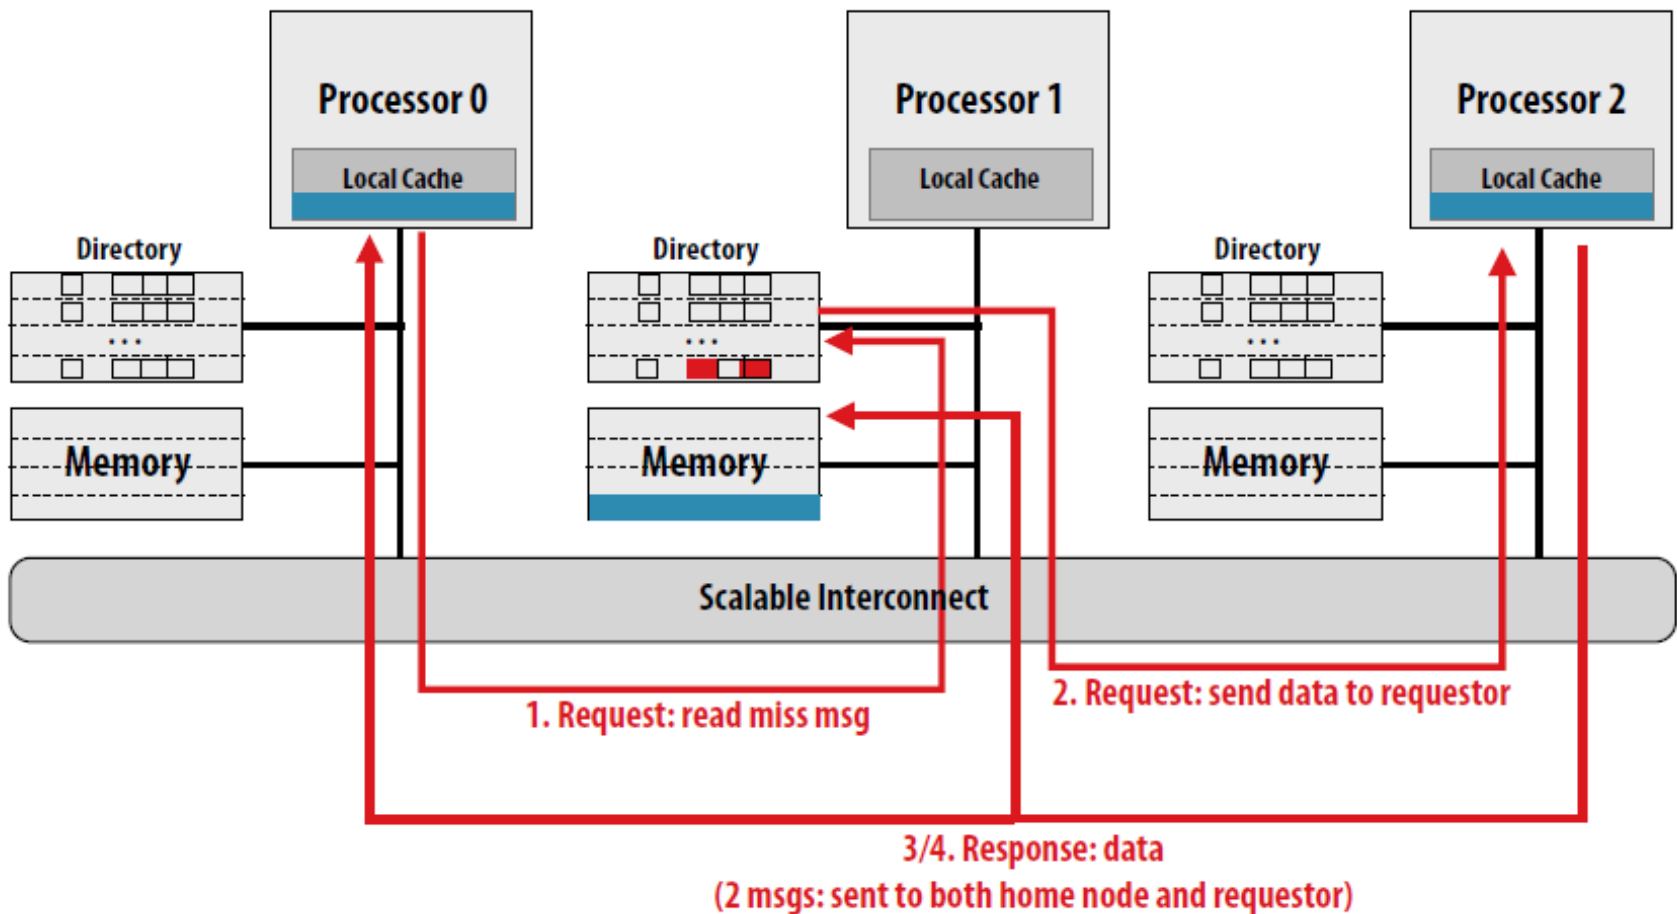 Processor 0
Processor 1
Processor 2
Local Cache
Local Cache
Local Cache
Directory
Directory
Directory
...
...
...
Memory
Memory
Memory
Scalable Interconnect
1. Request: read miss msg
2. Request: send data to requestor
3/4. Response: data
(2 msgs: sent to both home node and requestor)